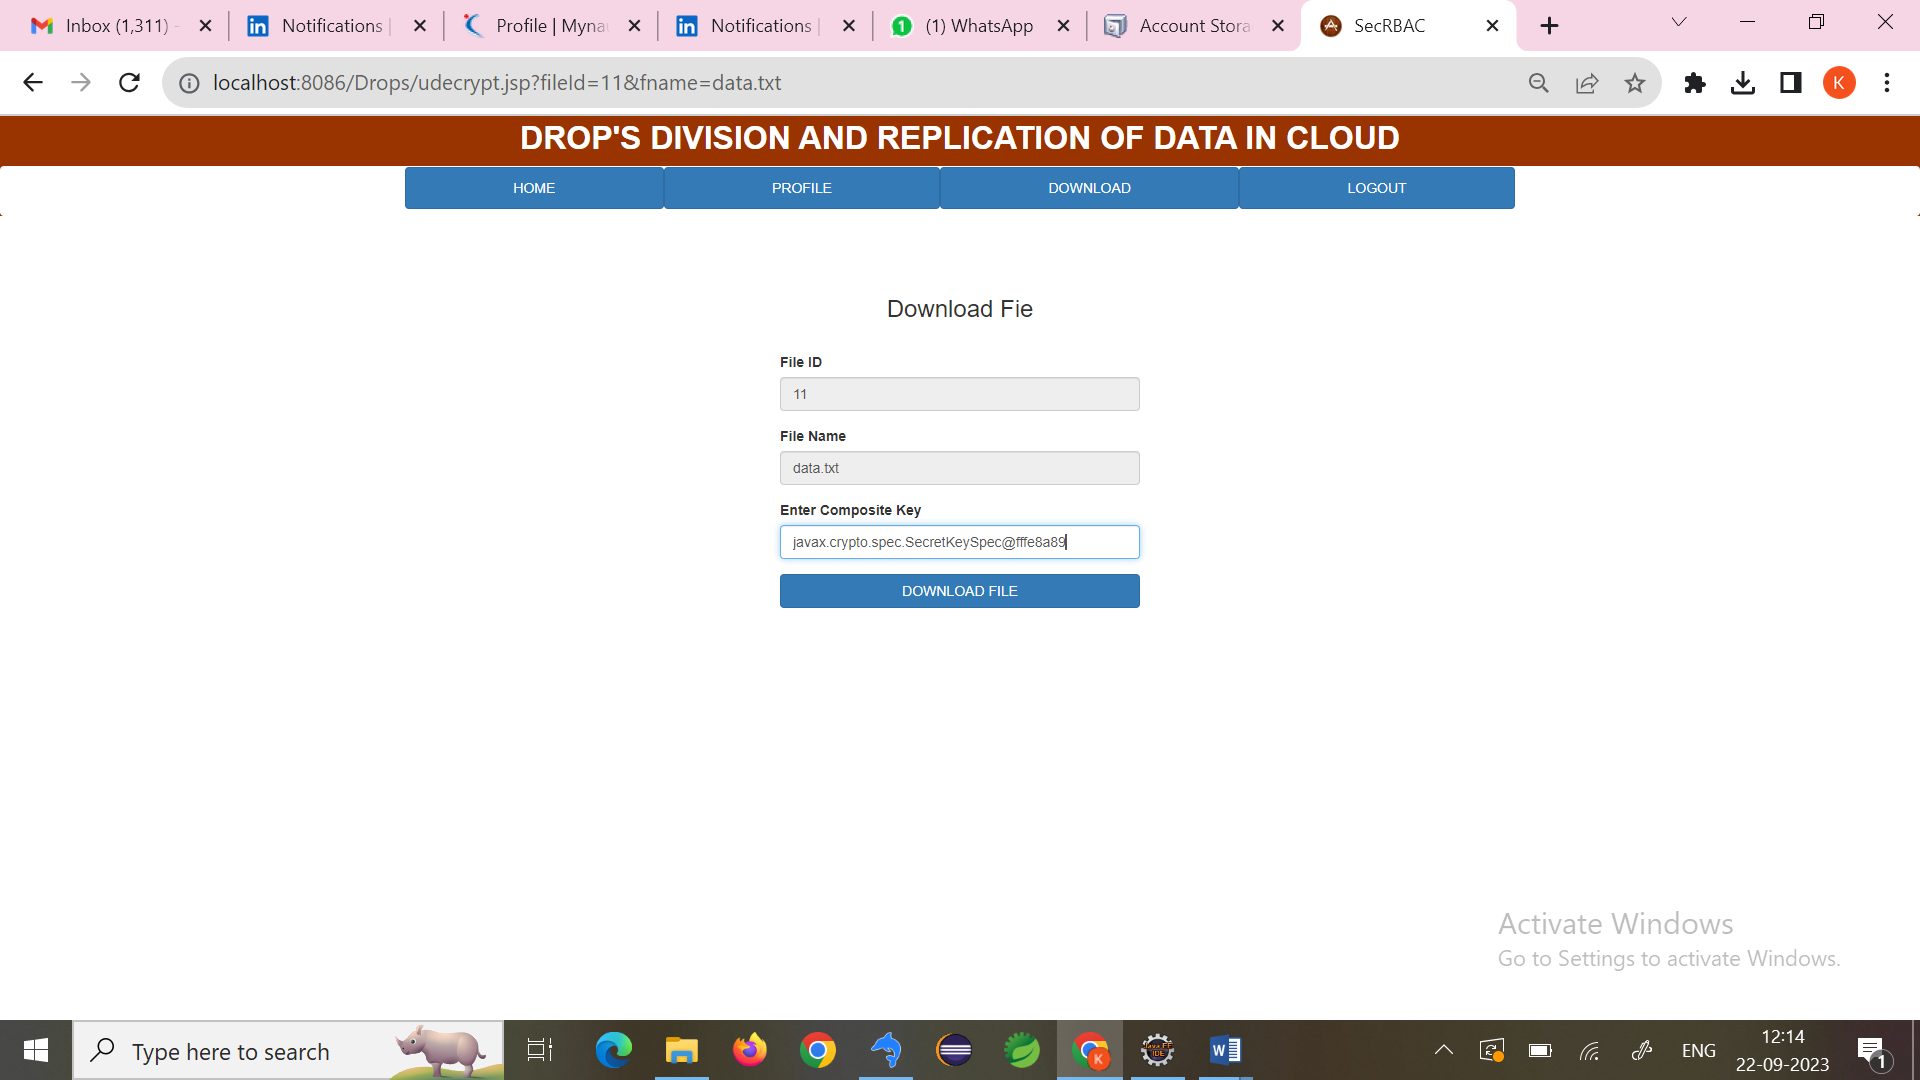 Inbox (1,311) -
Notifications |
Profile | Mynau
Notifications |
(1) WhatsApp
Account Stora
SecRBAC
localhost:8086/Drops/udecrypt.jsp?fileId=11&fname=data.txt
K
DROP'S DIVISION AND REPLICATION OF DATA IN CLOUD
HOME
PROFILE
DOWNLOAD
LOGOUT
Download Fie
File ID
11
File Name
data.txt
Enter Composite Key
javax.crypto.spec.SecretKeySpec@fffe8a89
DOWNLOAD FILE
Activate Windows
Go to Settings to activate Windows.
Type here to search
ENG
12:14
22-09-2023
1